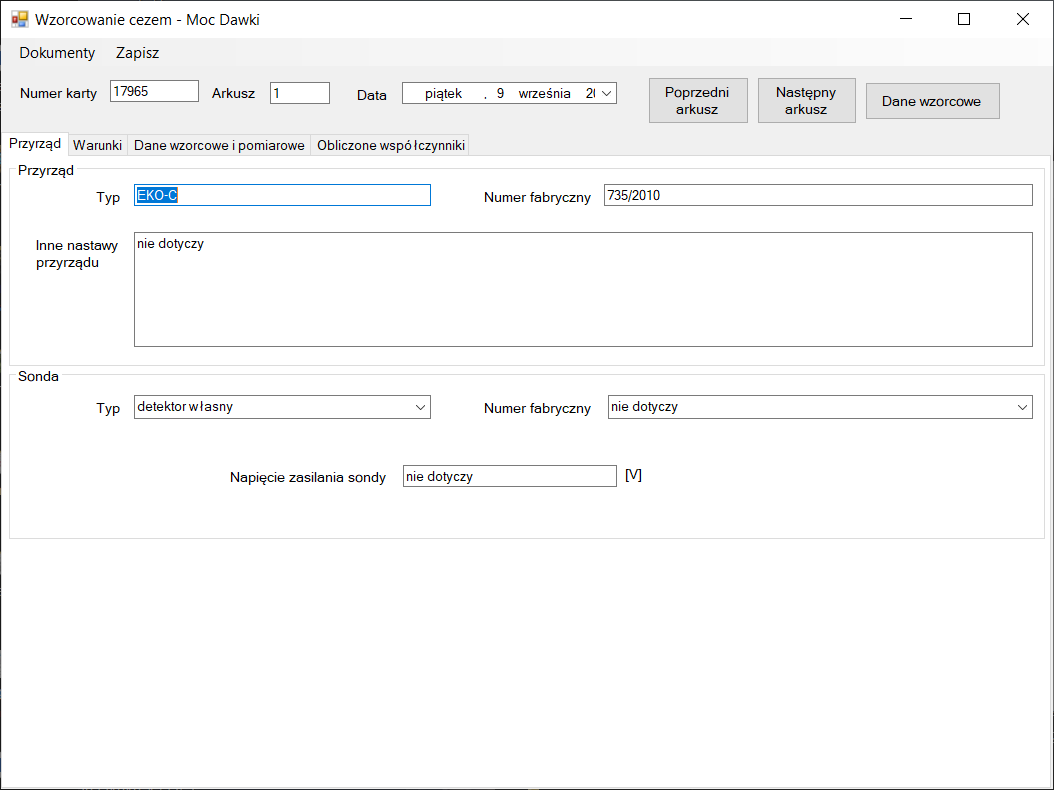 Wzorcowanie cezem - Moc Dawki
Dokumenty Zapisz
Numer karty 17965 Arkusz 1 Data piątek . 9 września Poprzedni arkusz Następny arkusz Dane wzorcowe
Przyrząd Warunki Dane wzorcowe i pomiarowe Obliczone współczynniki
Przyrząd
Typ EKO-C Numer fabryczny 735/2010
Inne nastawy przyrządu nie dotyczy
Sonda
Typ detektor własny Numer fabryczny nie dotyczy
Napięcie zasilania sondy nie dotyczy [V]